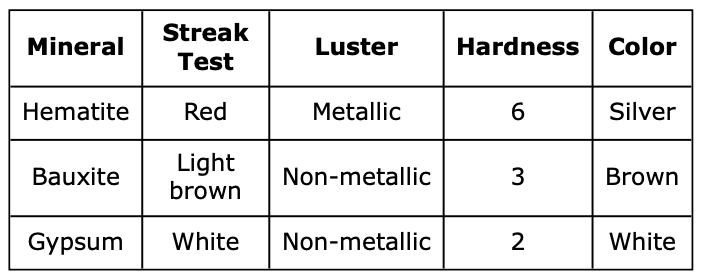 Mineral Streak Test Luster Hardness Color
Hematite Red Metallic 6 Silver
Bauxite Light brown Non-metallic 3 Brown
Gypsum White Non-metallic 2 White